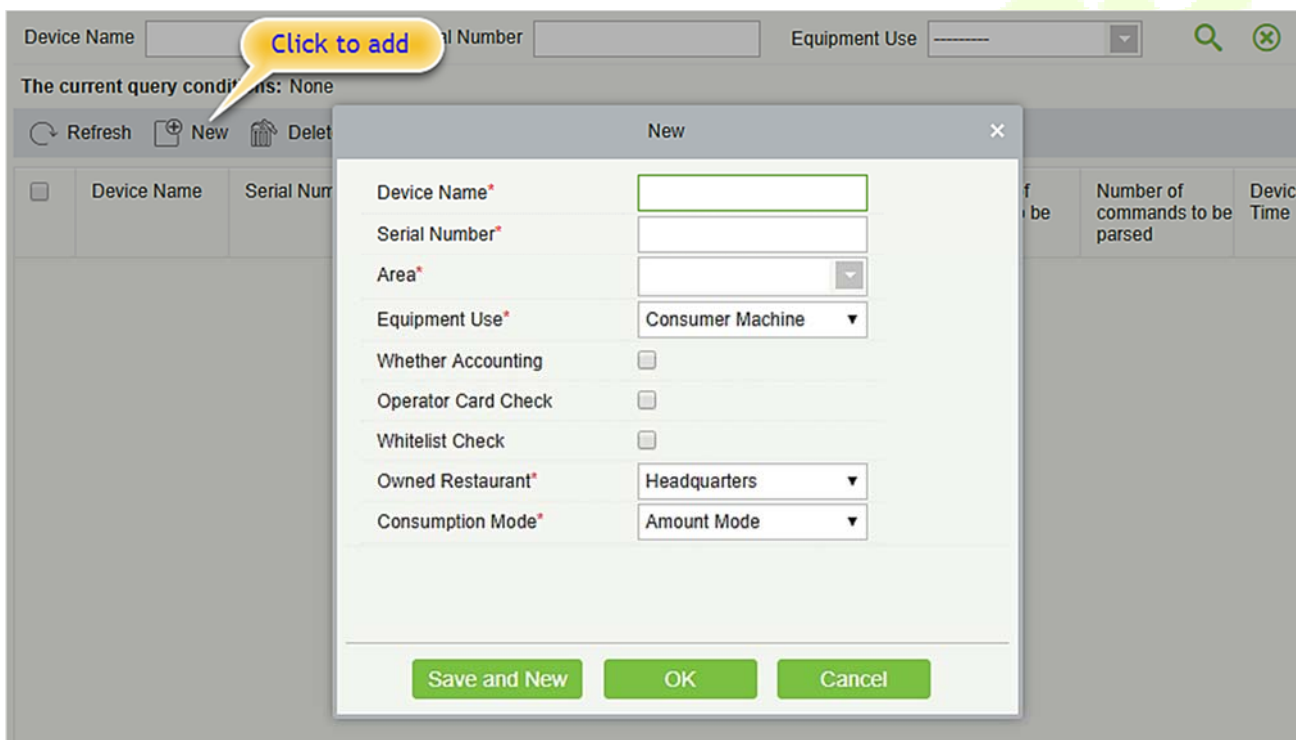 Device Name Click to add al Number Equipment Use ---------
The current query conditions: None
Refresh New Delet New ×
Device Name Serial Num f be Number of commands to be parsed Devic Time
Device Name*
Serial Number*
Area*
Equipment Use* Consumer Machine
Whether Accounting
Operator Card Check
Whitelist Check
Owned Restaurant* Headquarters
Consumption Mode* Amount Mode
Save and New OK Cancel